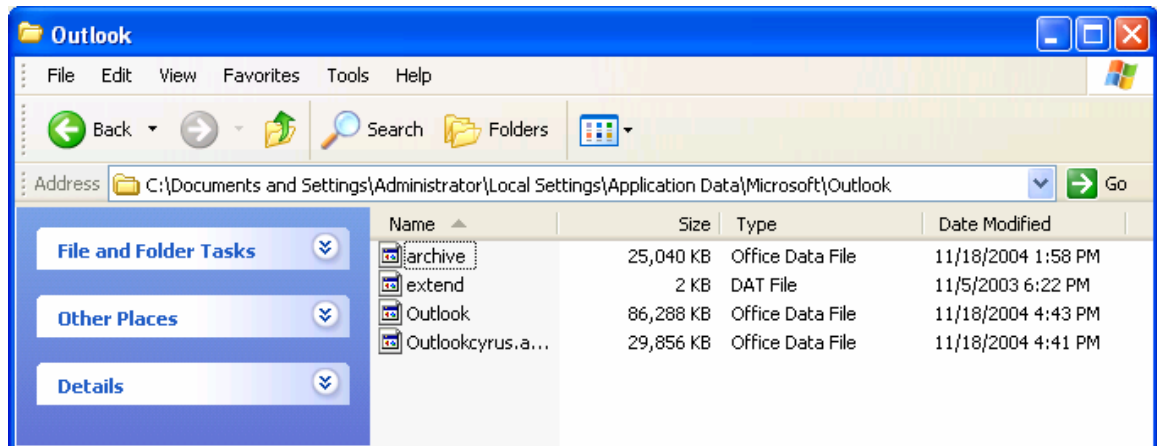 Outlook
File Edit View Favorites Tools Help
Back Search Folders
Address C:\Documents and Settings\Administrator\Local Settings\Application Data\Microsoft\Outlook Go
File and Folder Tasks
Other Places
Details
Name Size Type Date Modified
archive 25,040 KB Office Data File 11/18/2004 1:58 PM
extend 2 KB DAT File 11/5/2003 6:22 PM
Outlook 86,288 KB Office Data File 11/18/2004 4:43 PM
Outlookcyrus.a... 29,856 KB Office Data File 11/18/2004 4:41 PM